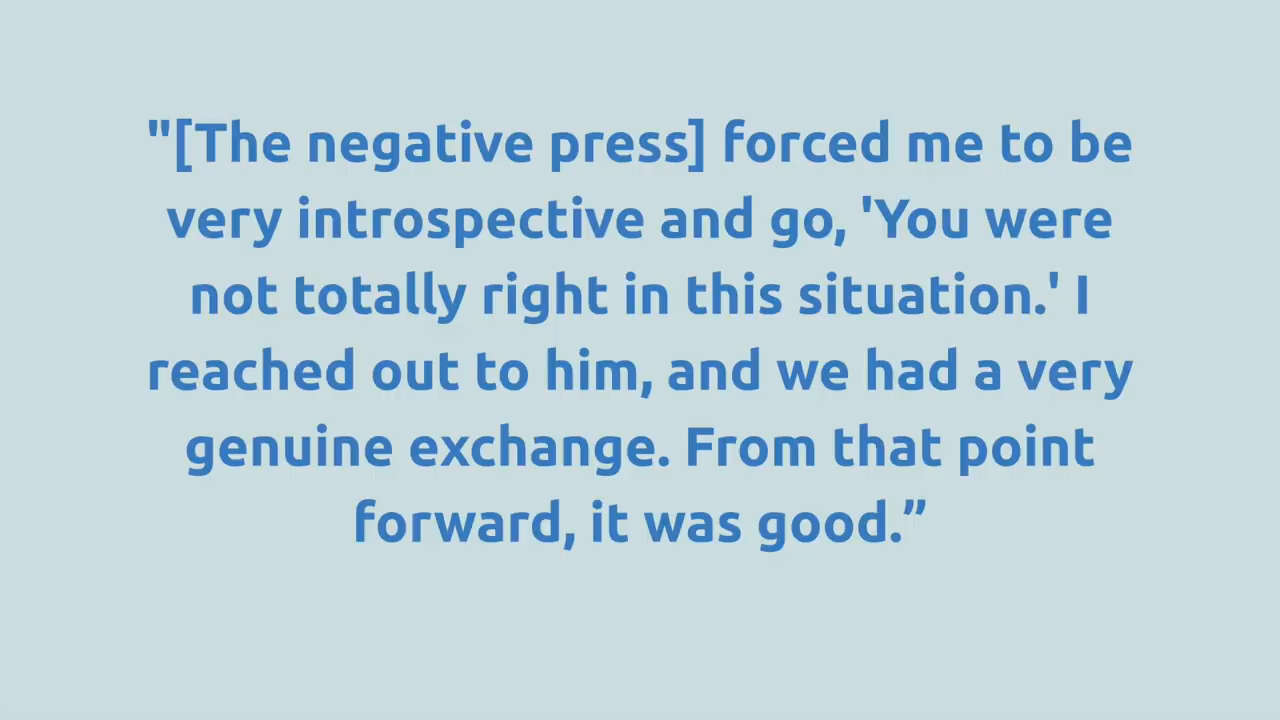 "[The negative press] forced me to be
very introspective and go, 'You were
not totally right in this situation.' I
reached out to him, and we had a very
genuine exchange. From that point
forward, it was good.”